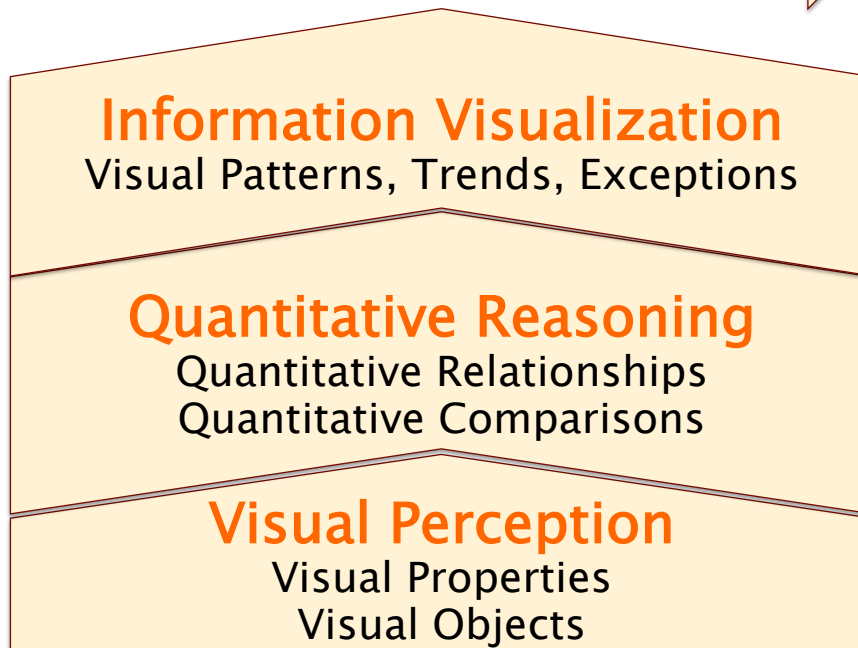 Information Visualization
Visual Patterns, Trends, Exceptions
Quantitative Reasoning
Quantitative Relationships
Quantitative Comparisons
Visual Perception
Visual Properties
Visual Objects